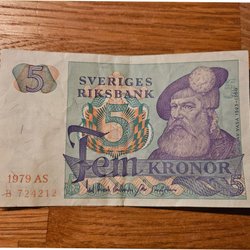 5
SVERIGES
RIKSBANK
5
Fem KRONOR
1979 AS
B 724212
5